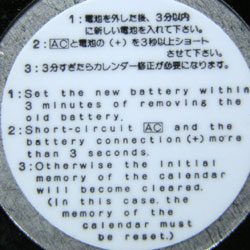 1:電池を外した後、3分以内
に新しい電池を入れて下さい。
2:ACと電池の(+)を3秒以上ショート
させて下さい。
3:3分すぎたらカレンダー修正が必要になります。
1:Set the new battery within
3 minutes of removing the
old battery.
2:Short-circuit AC and the
battery connection (+) more
than 3 seconds.
3:Otherwise the initial
memory of the calendar
will become cleared.
(In this case, the
memory of the
calendar must
be reset.)